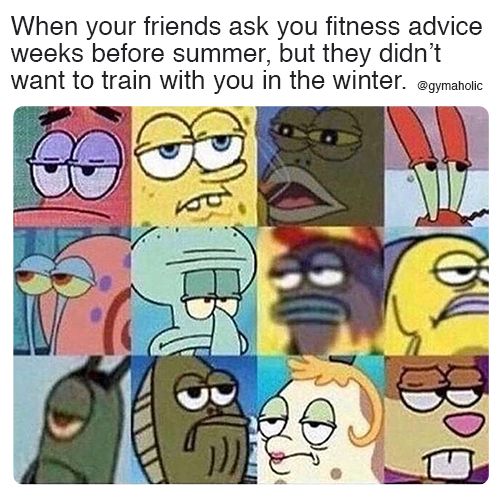 When your friends ask you fitness advice
weeks before summer, but they didn’t
want to train with you in the winter. @gymaholic